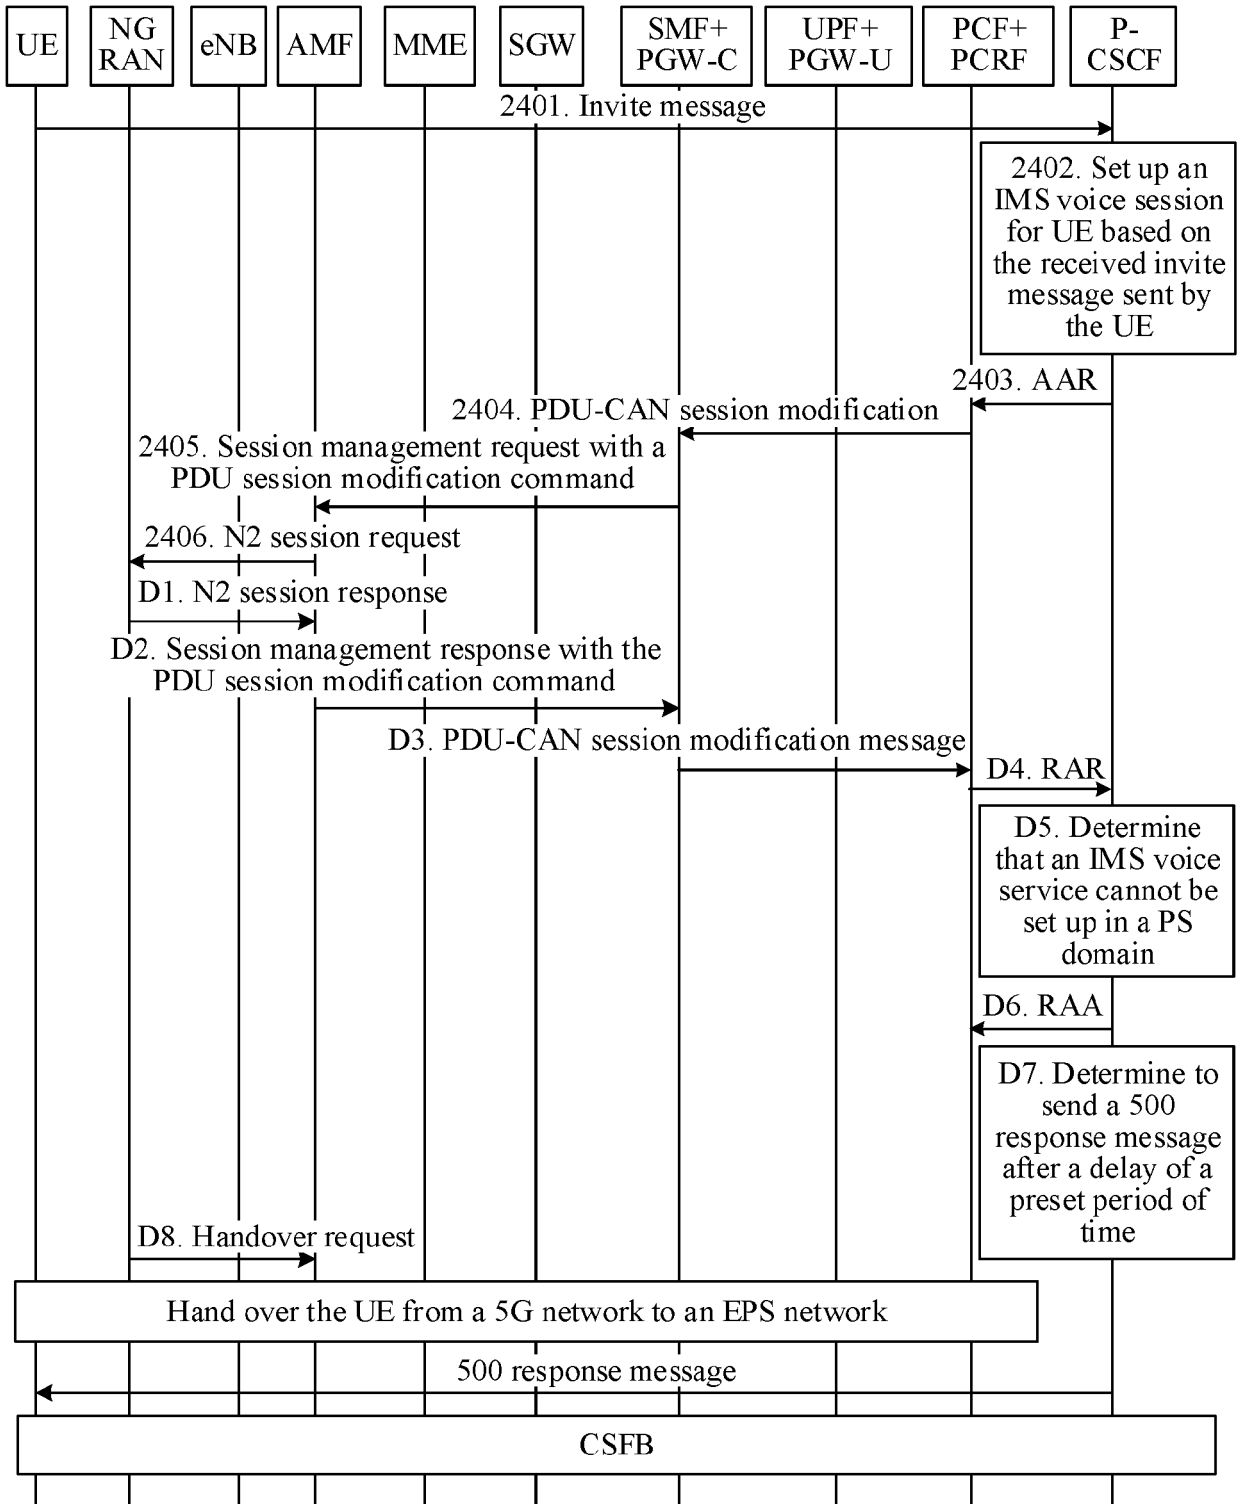 UE
NG
RAN
eNB
AMF
MME
SGW
SMF+
PGW-C
UPF+
PGW-U
PCF+
PCRF
P-
CSCF
2401. Invite message
2402. Set up an
IMS voice session
for UE based on
the received invite
message sent by
the UE
2403. AAR
2404. PDU-CAN session modification
2405. Session management request with a
PDU session modification command
2406. N2 session request
D1. N2 session response
D2. Session management response with the
PDU session modification command
D3. PDU-CAN session modification message
D4. RAR
D5. Determine
that an IMS voice
service cannot be
set up in a PS
domain
D6. RAA
D7. Determine to
send a 500
response message
after a delay of a
preset period of
time
D8. Handover request
Hand over the UE from a 5G network to an EPS network
500 response message
CSFB